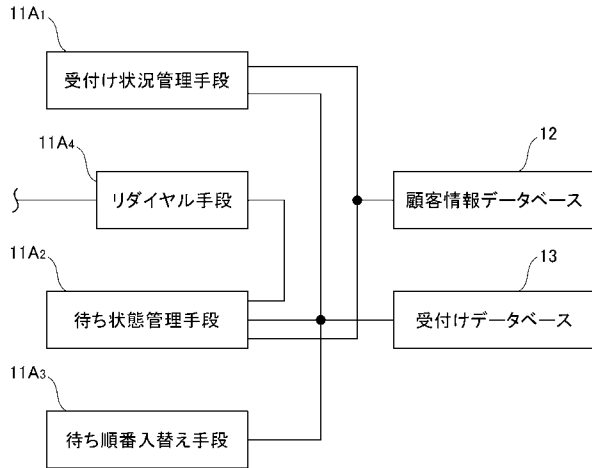 11A₁
受付け状況管理手段
11A₄
リダイヤル手段
12
顧客情報データベース
11A₂
待ち状態管理手段
13
受付けデータベース
11A₃
待ち順番入替え手段